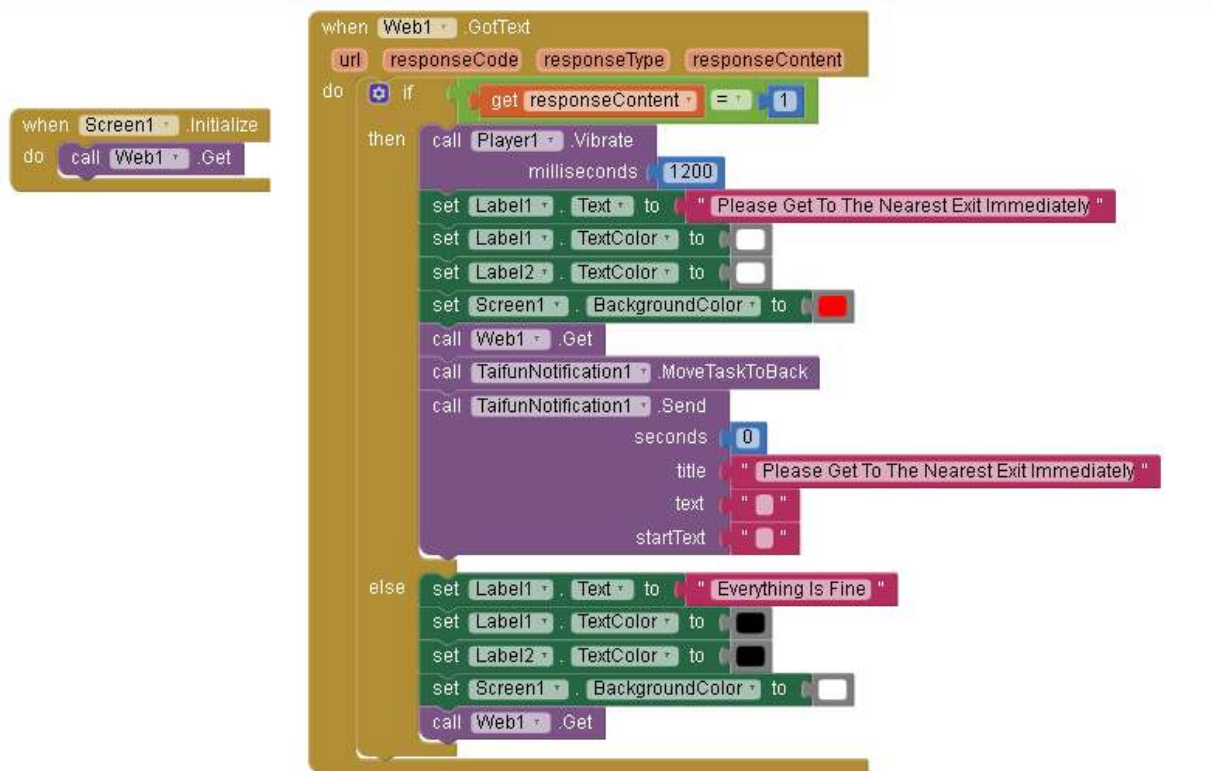 when Screen1 .Initialize
do call Web1 .Get
when Web1 .GotText
url responseCode responseType responseContent
do if get responseContent = 1
then call Player1 .Vibrate
milliseconds 1200
set Label1 . Text to " Please Get To The Nearest Exit Immediately "
set Label1 . TextColor to
set Label2 . TextColor to
set Screen1 . BackgroundColor to
call Web1 .Get
call TaifunNotification1 .MoveTaskToBack
call TaifunNotification1 .Send
seconds 0
title " Please Get To The Nearest Exit Immediately "
text " "
startText " "
else set Label1 . Text to " Everything Is Fine "
set Label1 . TextColor to
set Label2 . TextColor to
set Screen1 . BackgroundColor to
call Web1 .Get